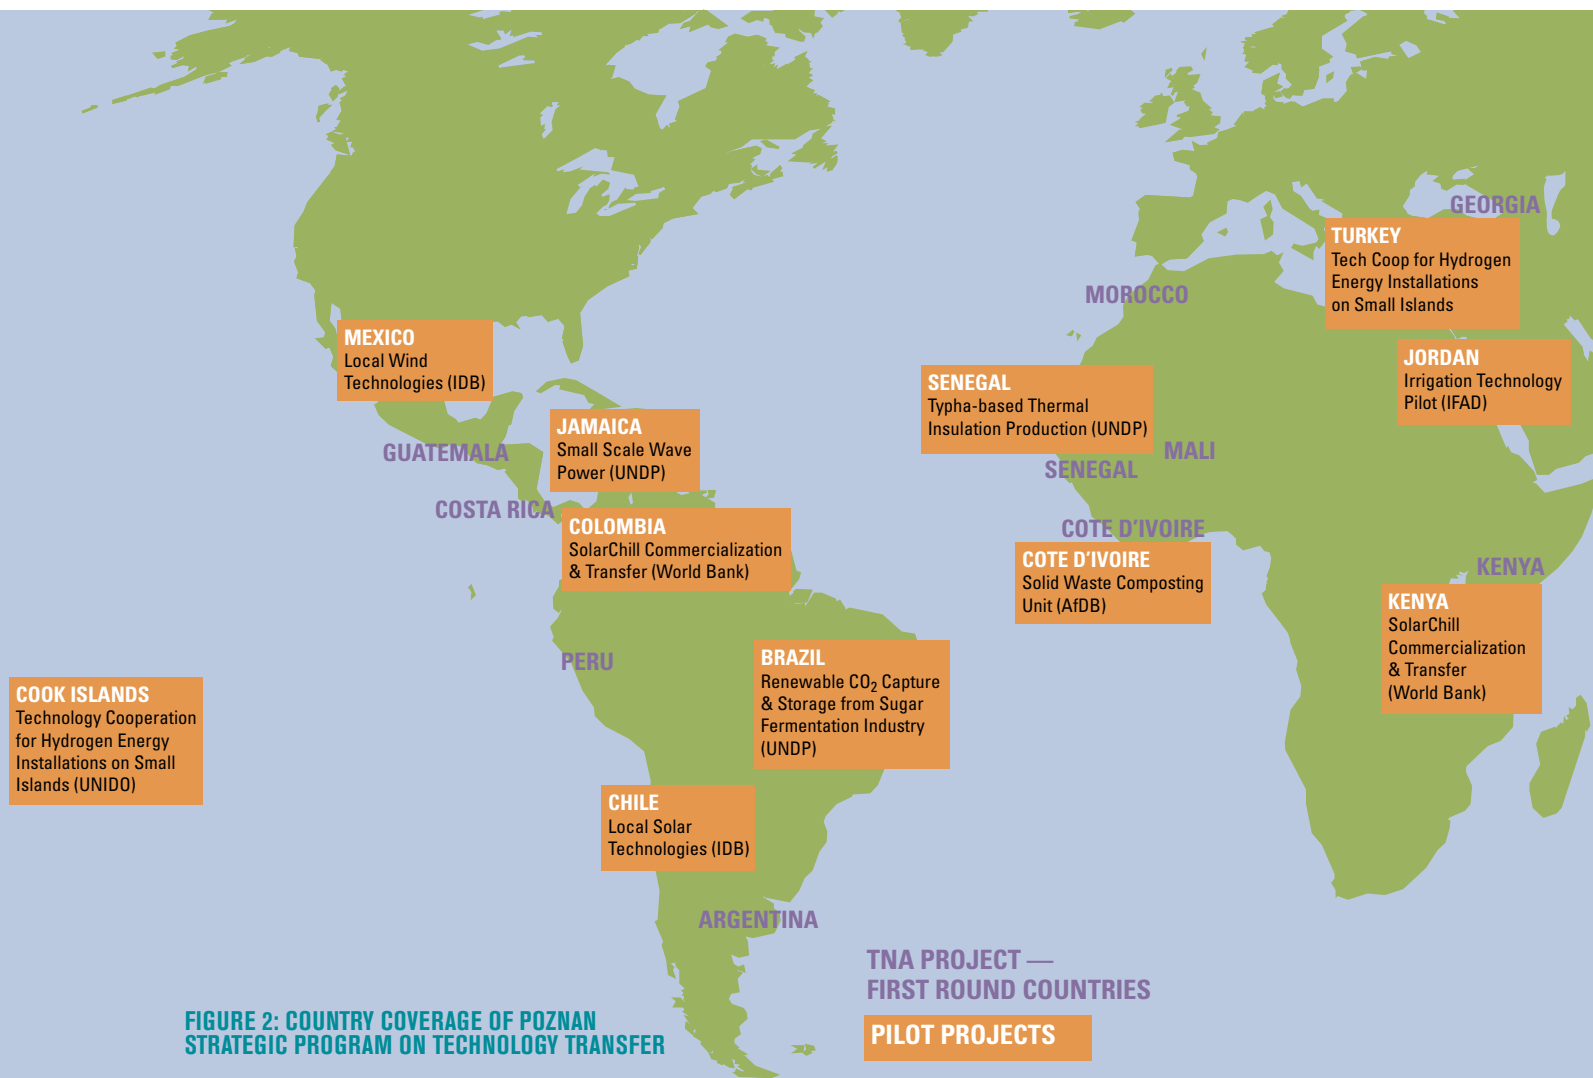 GEORGIA
TURKEY
Tech Coop for Hydrogen
Energy Installations
on Small Islands
MOROCCO
MEXICO
Local Wind
Technologies (IDB)
JORDAN
Irrigation Technology
Pilot (IFAD)
SENEGAL
Typha-based Thermal
Insulation Production (UNDP)
JAMAICA
Small Scale Wave
Power (UNDP)
GUATEMALA
MALI
SENEGAL
COSTA RICA
COLOMBIA
SolarChill Commercialization
& Transfer (World Bank)
COTE D'IVOIRE
COTE D'IVOIRE
Solid Waste Composting
Unit (AfDB)
KENYA
KENYA
SolarChill
Commercialization
& Transfer
(World Bank)
PERU
BRAZIL
Renewable CO₂ Capture
& Storage from Sugar
Fermentation Industry
(UNDP)
COOK ISLANDS
Technology Cooperation
for Hydrogen Energy
Installations on Small
Islands (UNIDO)
CHILE
Local Solar
Technologies (IDB)
ARGENTINA
TNA PROJECT —
FIRST ROUND COUNTRIES
PILOT PROJECTS
FIGURE 2: COUNTRY COVERAGE OF POZNAN
STRATEGIC PROGRAM ON TECHNOLOGY TRANSFER